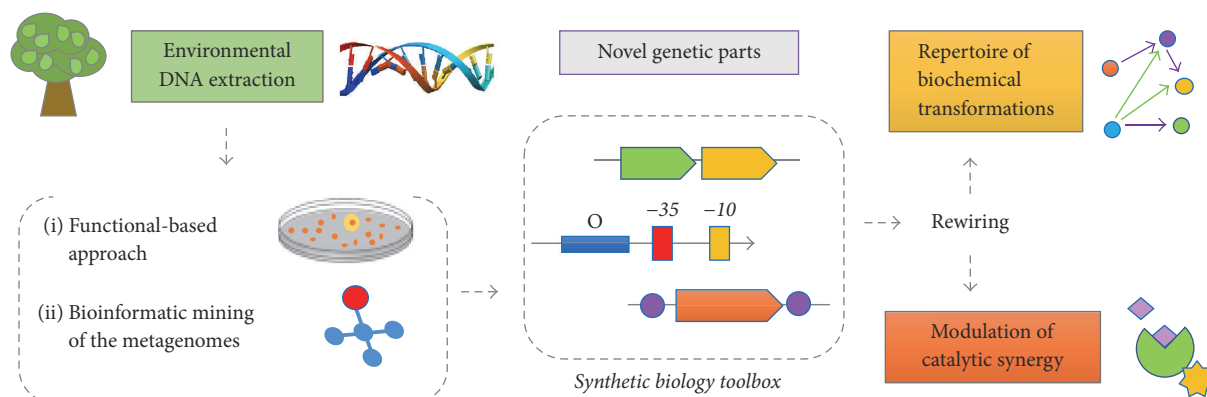 Environmental
DNA extraction
(i) Functional-based
approach
(ii) Bioinformatic mining
of the metagenomes
Novel genetic parts
O
−35
−10
Synthetic biology toolbox
Rewiring
Repertoire of
biochemical
transformations
Modulation of
catalytic synergy